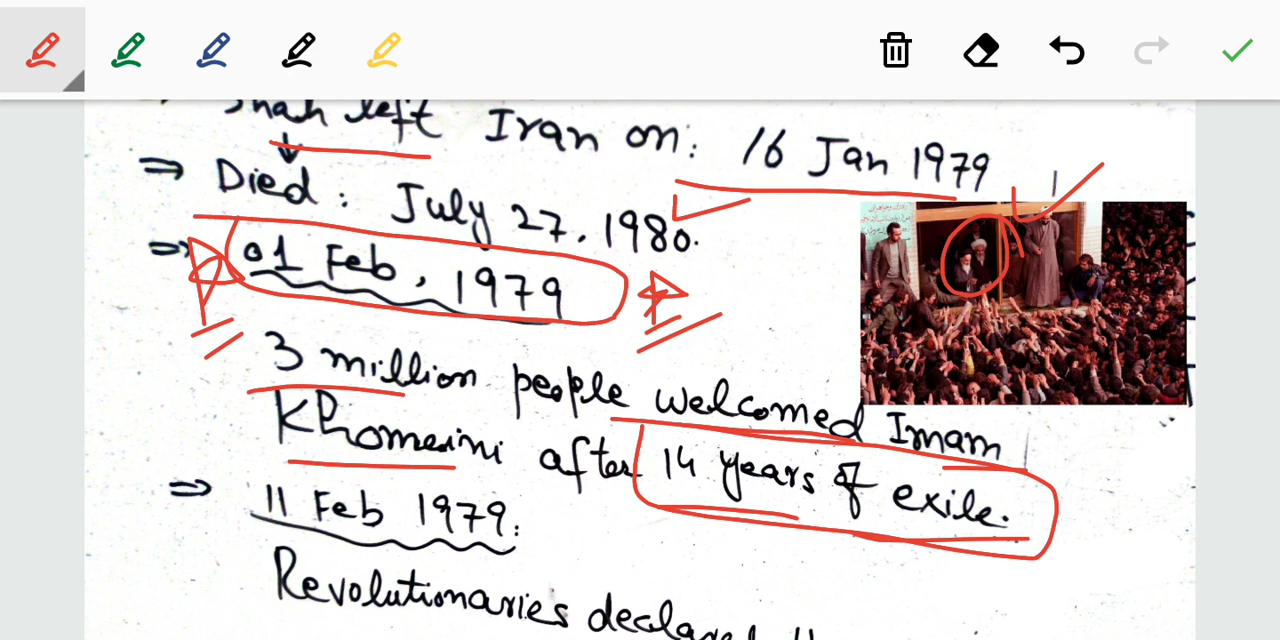 Shah left Iran on: 16 Jan 1979
⇒ Died: July 27, 1980.
⇒ 01 Feb, 1979
3 million people welcomed Imam
Khomeini after 14 years of exile.
⇒ 11 Feb 1979:
Revolutionaries declared